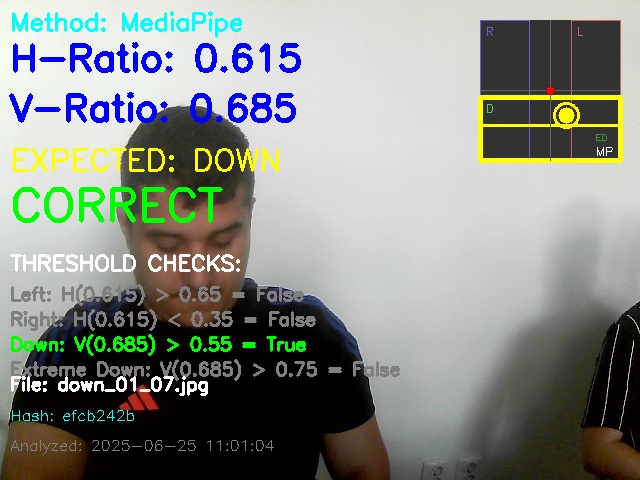 Method: MediaPipe
H-Ratio: 0.615
V-Ratio: 0.685
EXPECTED: DOWN
CORRECT
THRESHOLD CHECKS:
Left: H(0.615) > 0.65 = False
Right: H(0.615) < 0.35 = False
Down: V(0.685) > 0.55 = True
Extreme Down: V(0.685) > 0.75 = False
File: down_01_07.jpg
Hash: efcb242b
Analyzed: 2025-06-25 11:01:04
R
L
D
ED
MP